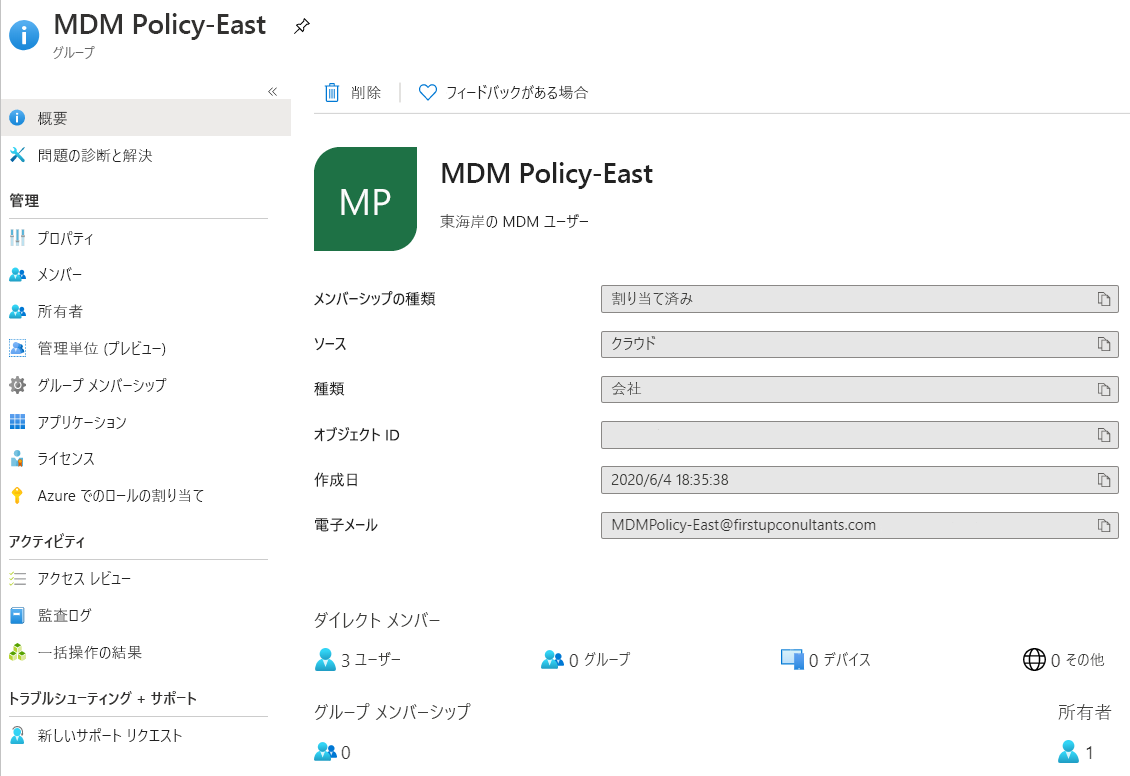 MDM Policy-East
グループ
«
概要
問題の診断と解決
管理
プロパティ
メンバー
所有者
管理単位 (プレビュー)
グループ メンバーシップ
アプリケーション
ライセンス
Azure でのロールの割り当て
アクティビティ
アクセス レビュー
監査ログ
一括操作の結果
トラブルシューティング + サポート
新しいサポート リクエスト
削除
フィードバックがある場合
MP
MDM Policy-East
東海岸の MDM ユーザー
メンバーシップの種類 割り当て済み
ソース クラウド
種類 会社
オブジェクト ID
作成日 2020/6/4 18:35:38
電子メール MDMPolicy-East@firstupconultants.com
ダイレクト メンバー
3 ユーザー 0 グループ 0 デバイス 0 その他
グループ メンバーシップ 所有者
0 1